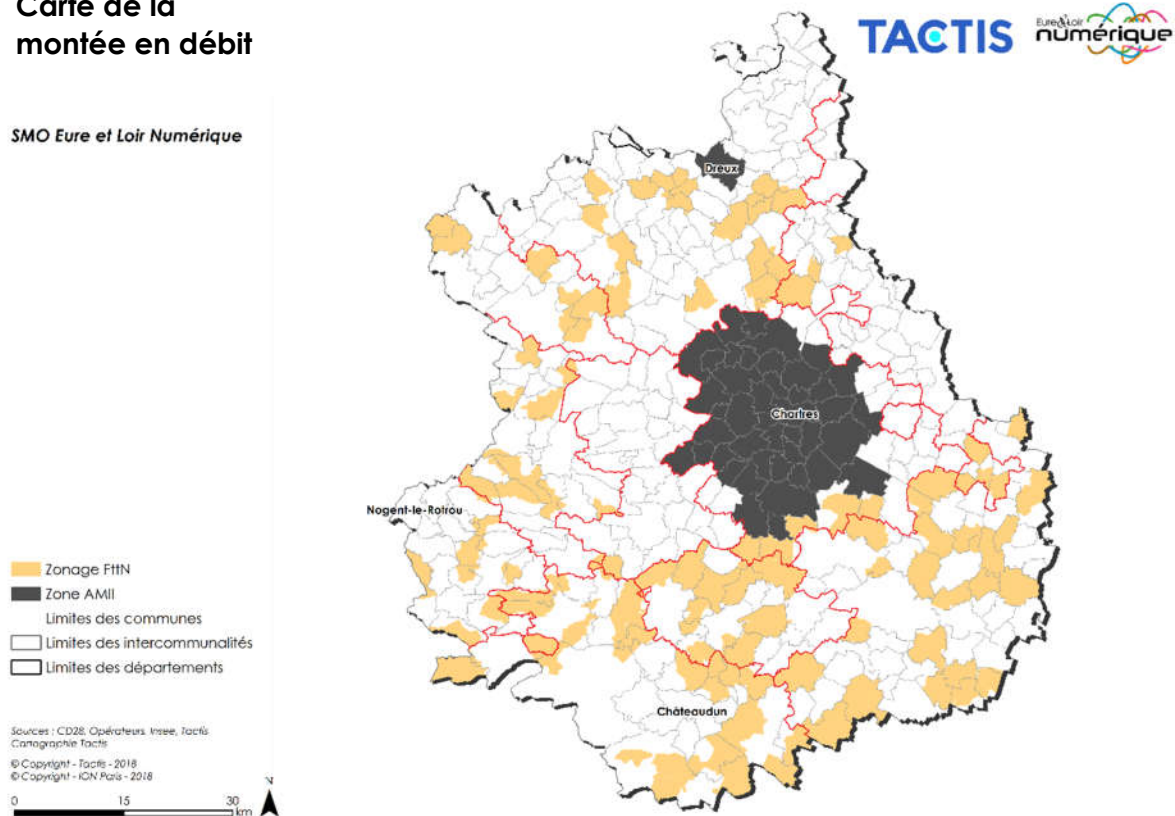 Carte de la
montée en débit
TACTIS
Eure&Loir
numérique
SMO Eure et Loir Numérique
Dreux
Chartres
Nogent-le-Rotrou
Châteaudun
Zonage FttN
Zone AMII
Limites des communes
Limites des intercommunalités
Limites des départements
Sources : CD28, Opérateurs, Insee, Tactis
Cartographie Tactis
© Copyright - Tactis - 2018
© Copyright - IGN Paris - 2018
0 15 30
km
N